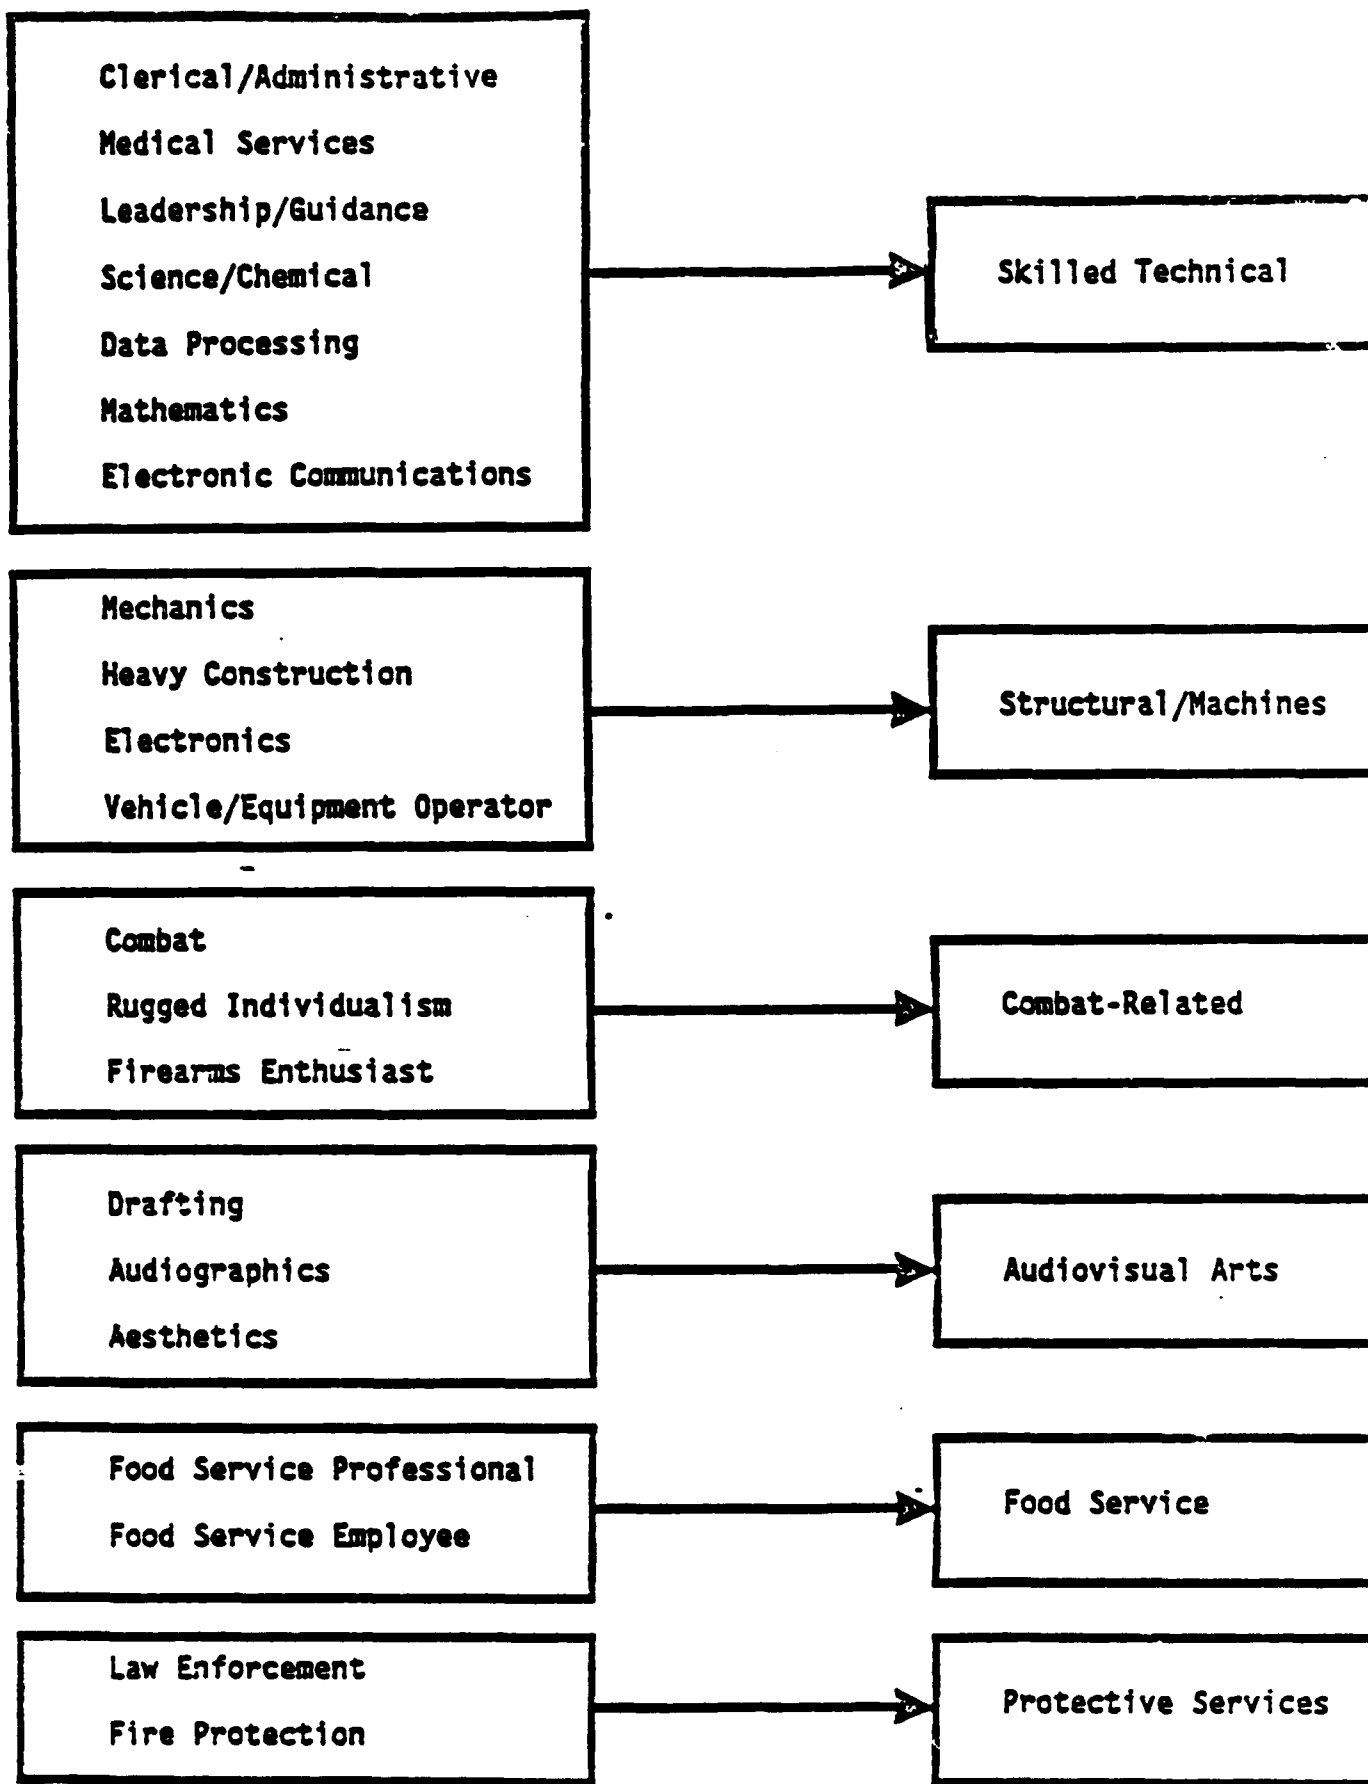 Clerical/Administrative
Medical Services
Leadership/Guidance
Science/Chemical
Data Processing
Mathematics
Electronic Communications
Skilled Technical
Mechanics
Heavy Construction
Electronics
Vehicle/Equipment Operator
Structural/Machines
Combat
Rugged Individualism
Firearms Enthusiast
Combat-Related
Drafting
Audiographics
Aesthetics
Audiovisual Arts
Food Service Professional
Food Service Employee
Food Service
Law Enforcement
Fire Protection
Protective Services